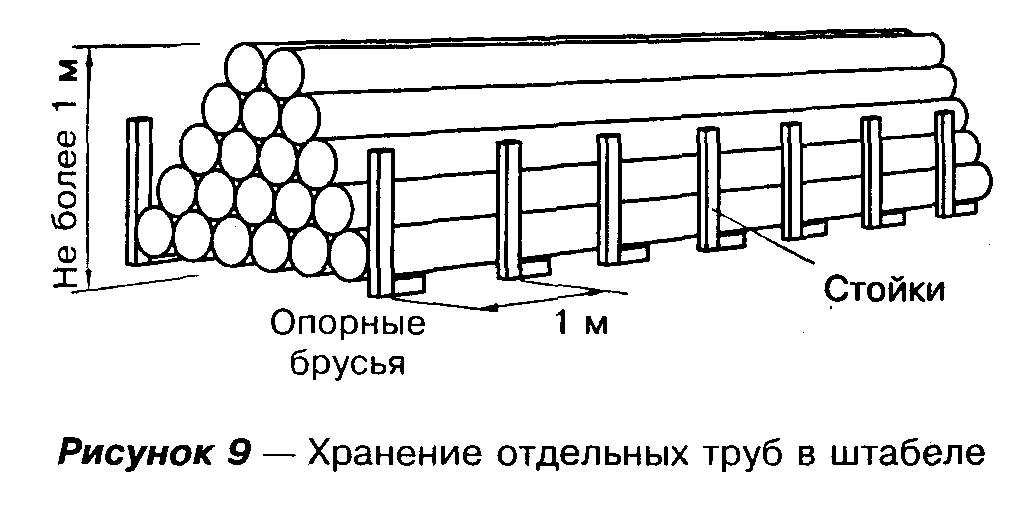 Не более 1 м
Опорные
брусья
1 м
Стойки
Рисунок 9 — Хранение отдельных труб в штабеле